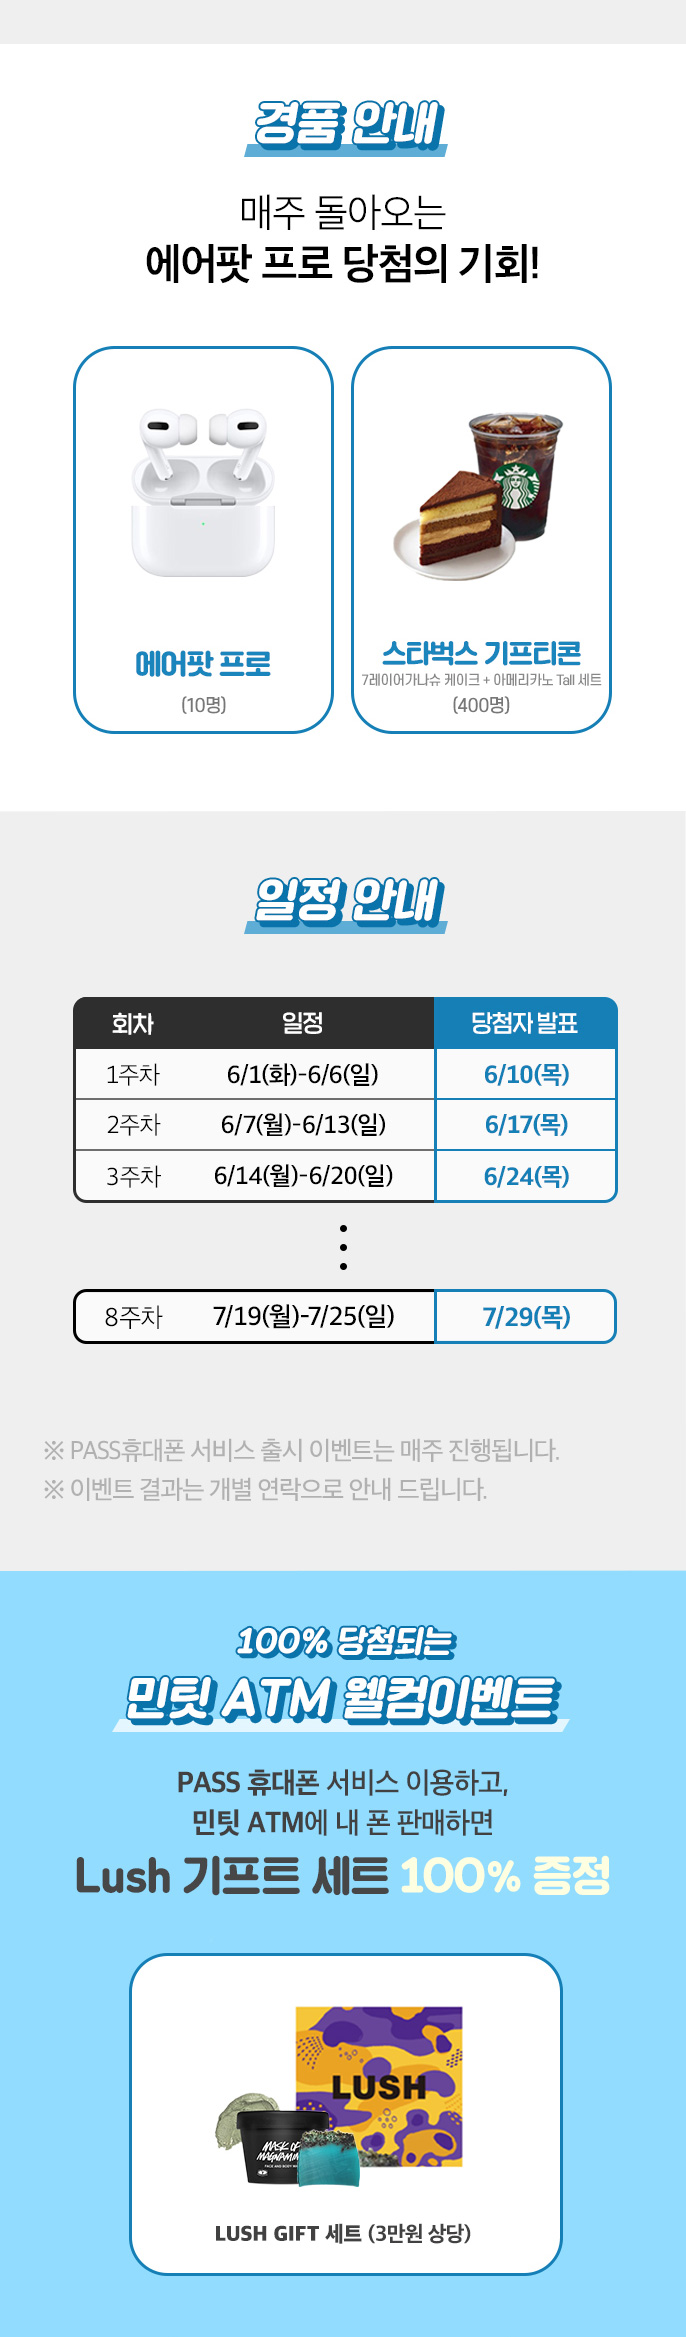 경품 안내
매주 돌아오는
에어팟 프로 당첨의 기회!
에어팟 프로
(10명)
스타벅스 기프티콘
7레이어가나슈 케이크 + 아메리카노 Tall 세트
(400명)
일정 안내
회차 일정 당첨자 발표
1주차 6/1(화)-6/6(일) 6/10(목)
2주차 6/7(월)-6/13(일) 6/17(목)
3주차 6/14(월)-6/20(일) 6/24(목)
8주차 7/19(월)-7/25(일) 7/29(목)
※ PASS휴대폰 서비스 출시 이벤트는 매주 진행됩니다.
※ 이벤트 결과는 개별 연락으로 안내 드립니다.
100% 당첨되는
민팃 ATM 웰컴이벤트
PASS 휴대폰 서비스 이용하고,
민팃 ATM에 내 폰 판매하면
Lush 기프트 세트 100% 증정
LUSH
MASK OF
LUSH GIFT 세트 (3만원 상당)